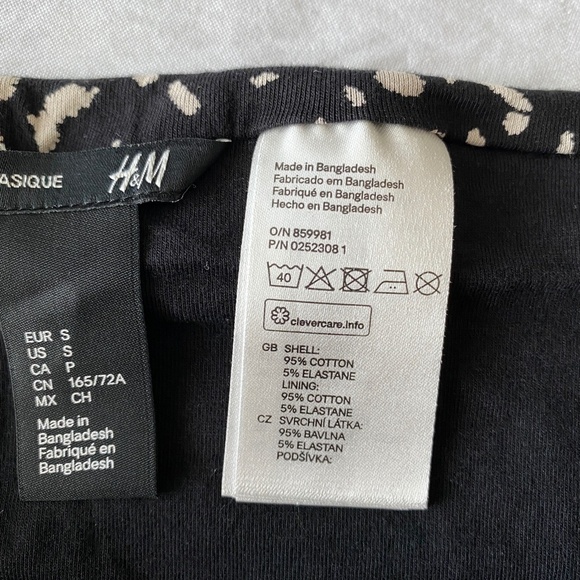 ASIQUE
H&M
EUR S
US S
CA P
CN 165/72A
MX CH
Made in
Bangladesh
Fabriqué en
Bangladesh
Made in Bangladesh
Fabricado em Bangladesh
Fabriqué en Bangladesh
Hecho en Bangladesh
O/N 859981
P/N 0252308 1
40
clevercare.info
GB SHELL:
95% COTTON
5% ELASTANE
LINING:
95% COTTON
5% ELASTANE
CZ SVRCHNÍ LÁTKA:
95% BAVLNA
5% ELASTAN
PODŠÍVKA: